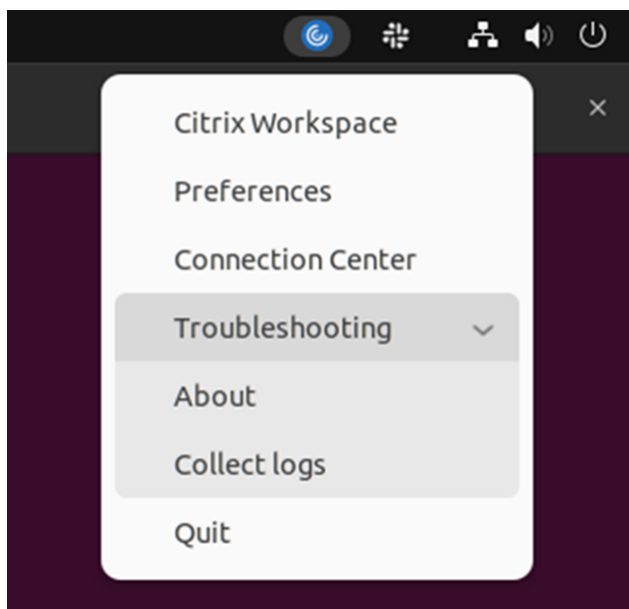 Citrix Workspace
Preferences
Connection Center
Troubleshooting
About
Collect logs
Quit